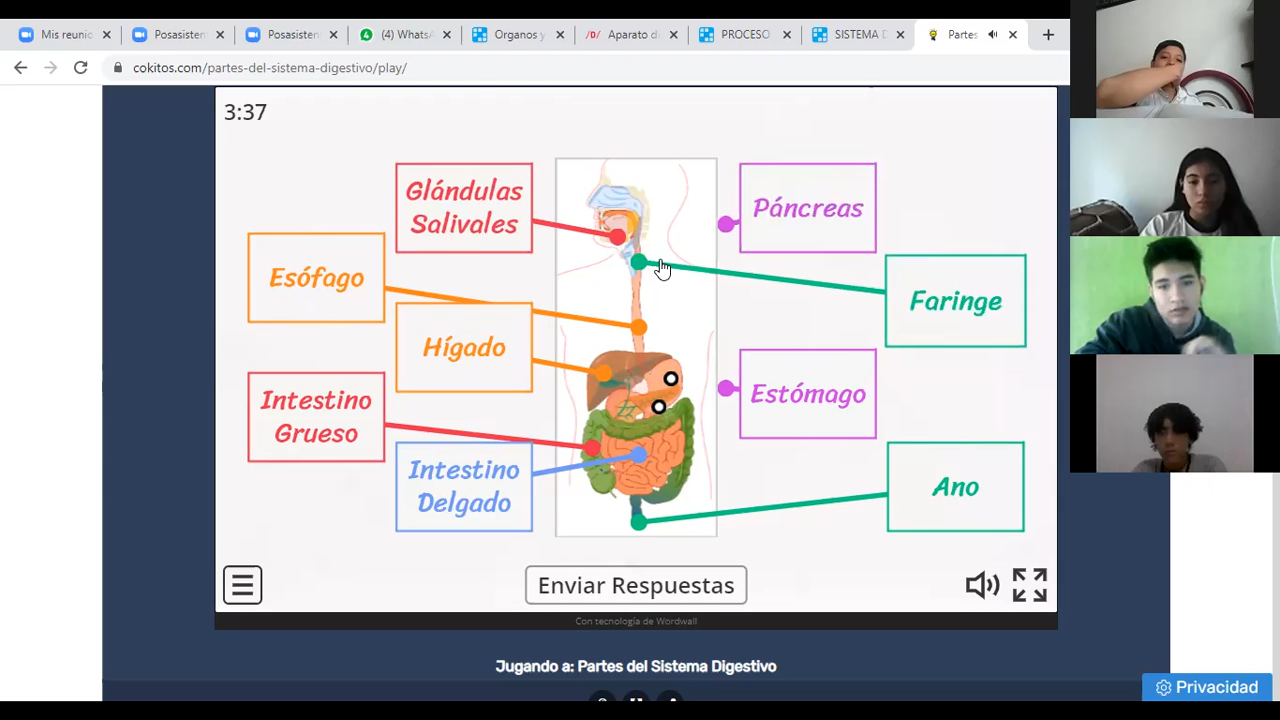 Mis reunio
Posasisten
Posasisten
(4) WhatsA
Organos y
Aparato d
PROCESO
SISTEMA D
Partes
cokitos.com/partes-del-sistema-digestivo/play/
3:37
Glándulas
Salivales
Páncreas
Esófago
Faringe
Hígado
Estómago
Intestino
Grueso
Intestino
Delgado
Ano
Enviar Respuestas
Con tecnología de Wordwall
Jugando a: Partes del Sistema Digestivo
Privacidad